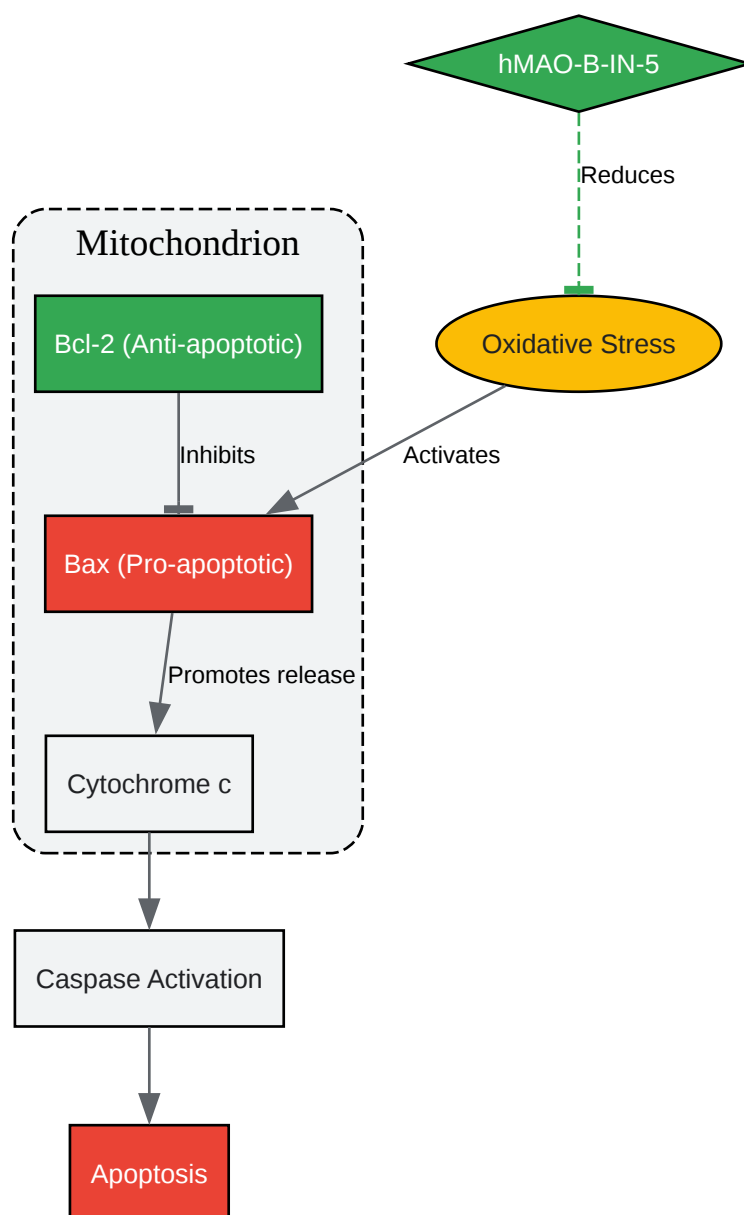 hMAO-B-IN-5
Reduces
Mitochondrion
Bcl-2 (Anti-apoptotic)
Oxidative Stress
Inhibits
Activates
Bax (Pro-apoptotic)
Promotes release
Cytochrome c
Caspase Activation
Apoptosis